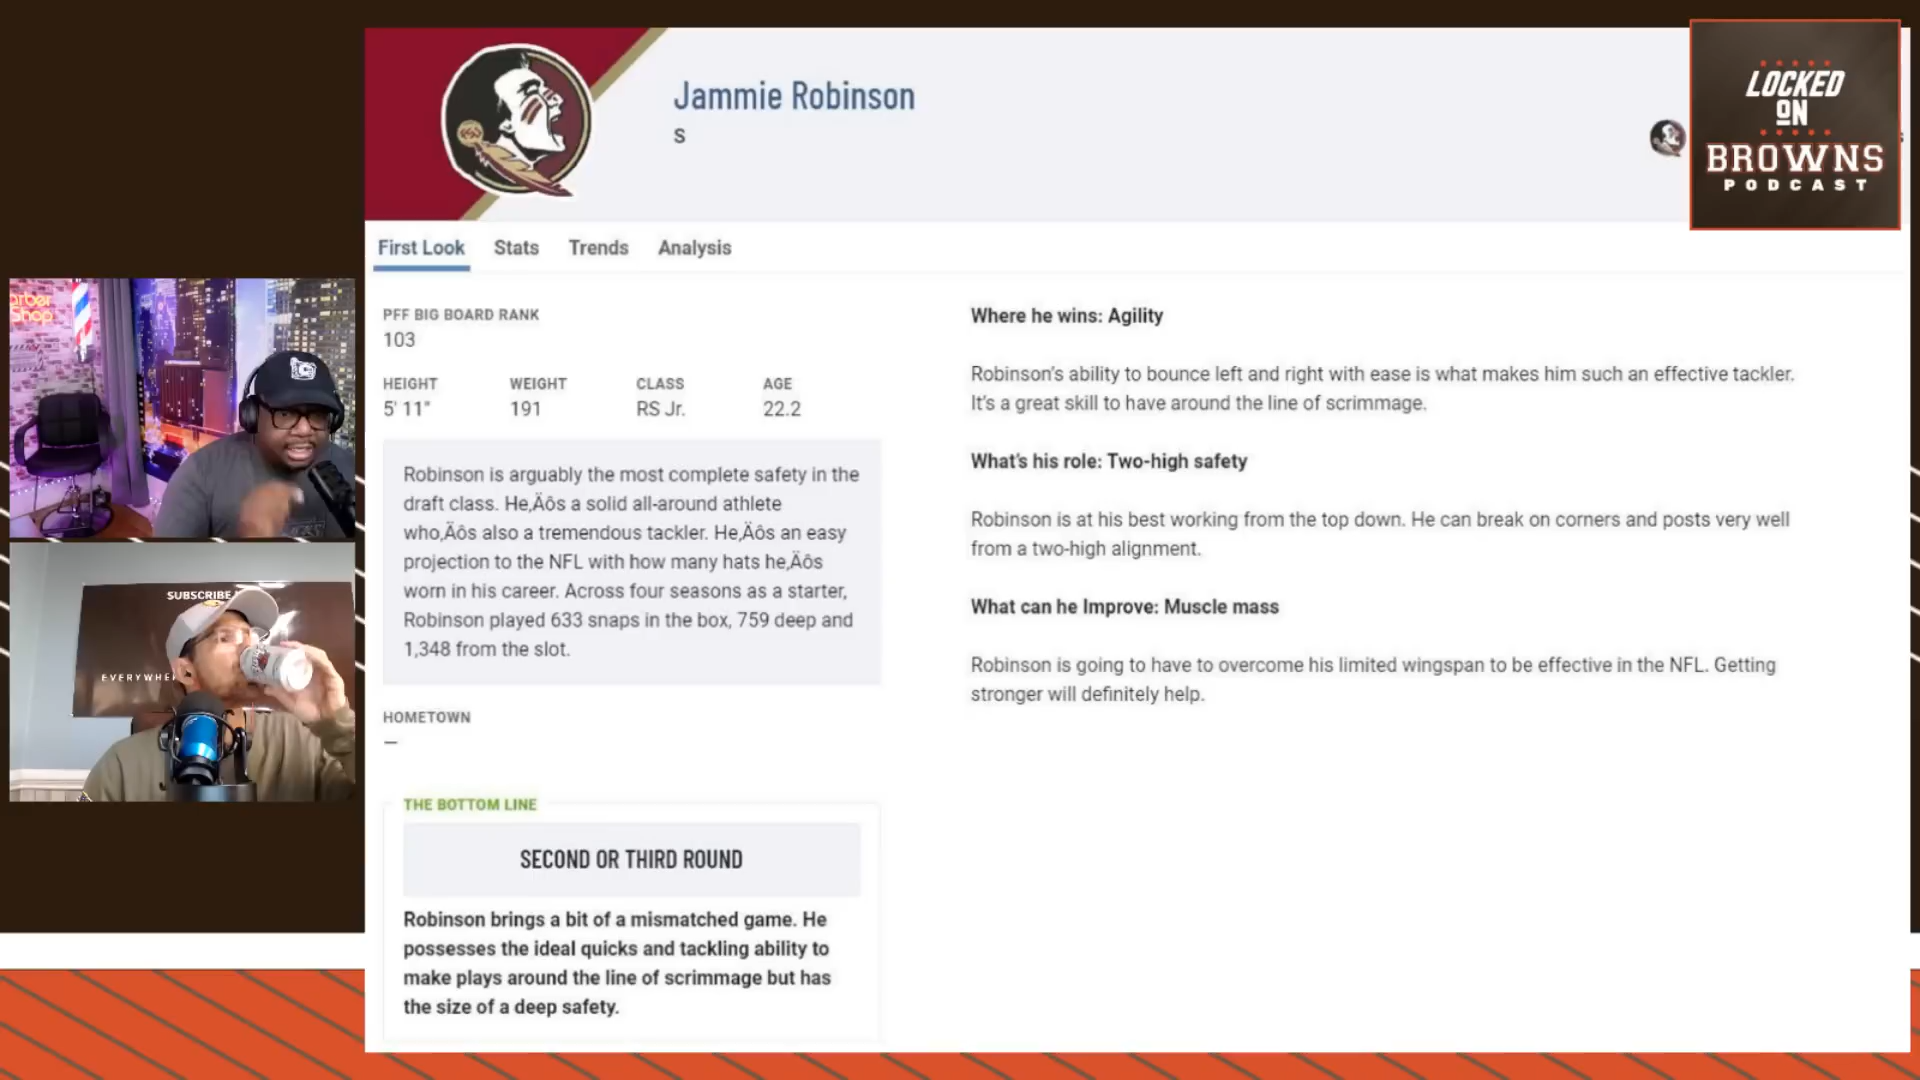 Jammie Robinson
S
LOCKED
ON
BROWNS
PODCAST
First Look Stats Trends Analysis
PFF BIG BOARD RANK
103
HEIGHT WEIGHT CLASS AGE
5' 11" 191 RS Jr. 22.2
Robinson is arguably the most complete safety in the
draft class. He‚Äôs a solid all-around athlete
who‚Äôs also a tremendous tackler. He‚Äôs an easy
projection to the NFL with how many hats he‚Äôs
worn in his career. Across four seasons as a starter,
Robinson played 633 snaps in the box, 759 deep and
1,348 from the slot.
HOMETOWN
—
THE BOTTOM LINE
SECOND OR THIRD ROUND
Robinson brings a bit of a mismatched game. He
possesses the ideal quicks and tackling ability to
make plays around the line of scrimmage but has
the size of a deep safety.
Where he wins: Agility
Robinson's ability to bounce left and right with ease is what makes him such an effective tackler.
It's a great skill to have around the line of scrimmage.
What's his role: Two-high safety
Robinson is at his best working from the top down. He can break on corners and posts very well
from a two-high alignment.
What can he Improve: Muscle mass
Robinson is going to have to overcome his limited wingspan to be effective in the NFL. Getting
stronger will definitely help.
rber
Shop
SUBSCRIBE
EVERYWHE